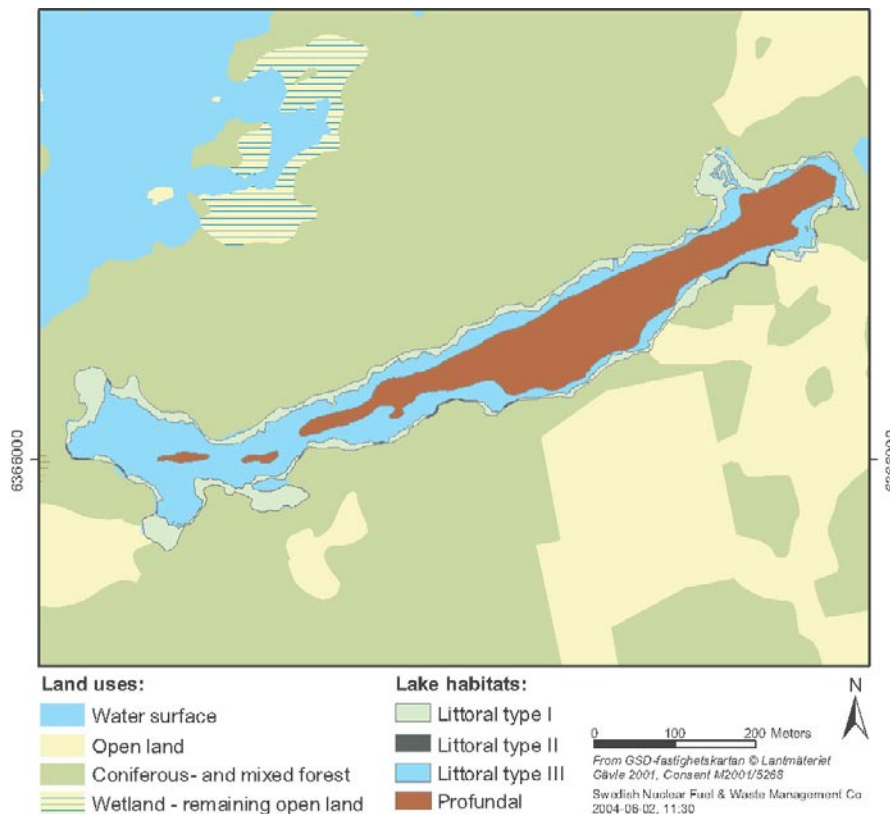 6366000
6366000
Land uses:
Water surface
Open land
Coniferous- and mixed forest
Wetland - remaining open land
Lake habitats:
Littoral type I
Littoral type II
Littoral type III
Profundal
N
0 100 200 Meters
From GSD-fastighetskartan © Lantmäteriet
Gävle 2001, Consent M2001/5268
Swedish Nuclear Fuel & Waste Management Co
2004-06-02, 11:30